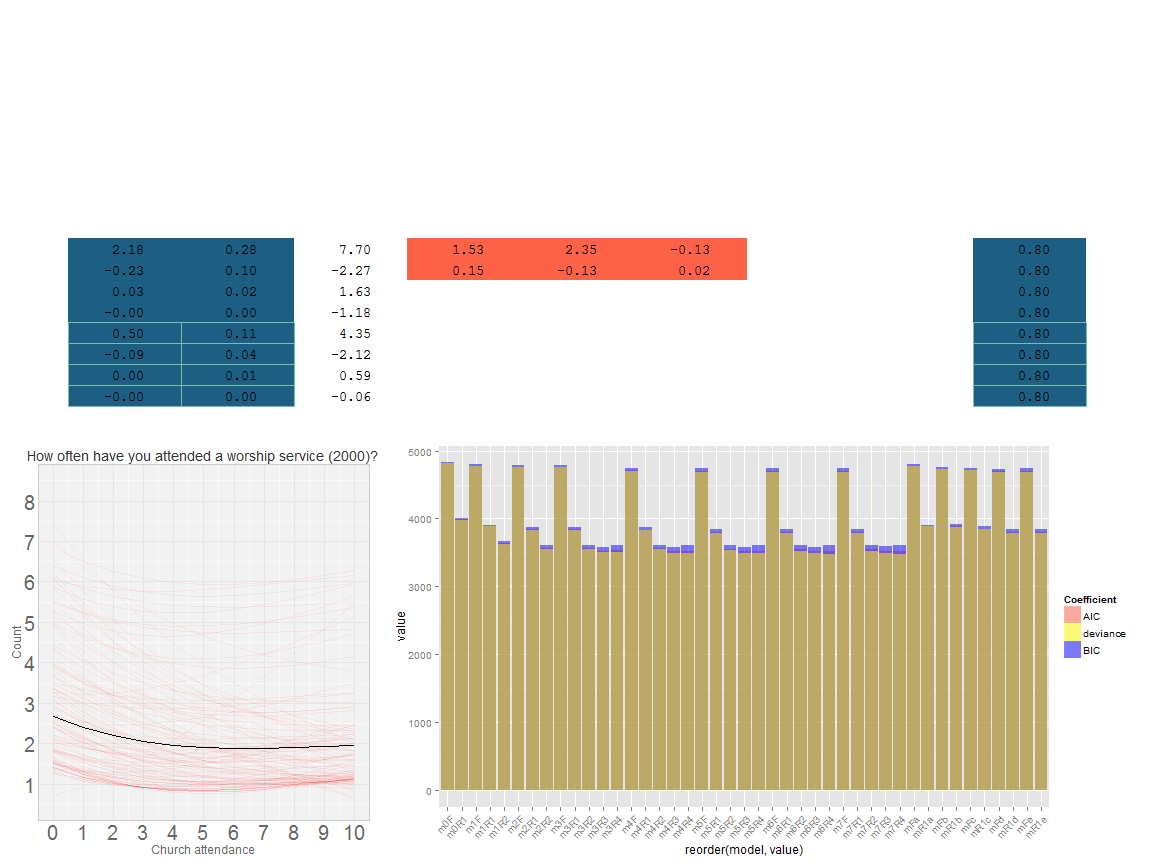 2.18 0.28 7.70 1.53 2.35 -0.13 0.80
-0.23 0.10 -2.27 0.15 -0.13 0.02 0.80
0.03 0.02 1.63 0.80
-0.00 0.00 -1.18 0.80
0.50 0.11 4.35 0.80
-0.09 0.04 -2.12 0.80
0.00 0.01 0.59 0.80
-0.00 0.00 -0.06 0.80
How often have you attended a worship service (2000)?
8
7
6
5
4
3
2
1
Count
0 1 2 3 4 5 6 7 8 9 10
Church attendance
5000
4000
3000
2000
1000
0
value
m0F m0R1 m1F m1R1 m1R2 m2F m2R1 m2R2 m3F m3R1 m3R2 m3R3 m3R4 m4F m4R1 m4R2 m4R3 m4R4 m5F m5R1 m5R2 m5R3 m5R4 m6F m6R1 m6R2 m6R3 m6R4 m7F m7R1 m7R2 m7R3 m7R4 mFa mR1a mFb mR1b mFc mR1c mFd mR1d mFe mR1e
reorder(model, value)
Coefficient
AIC
deviance
BIC